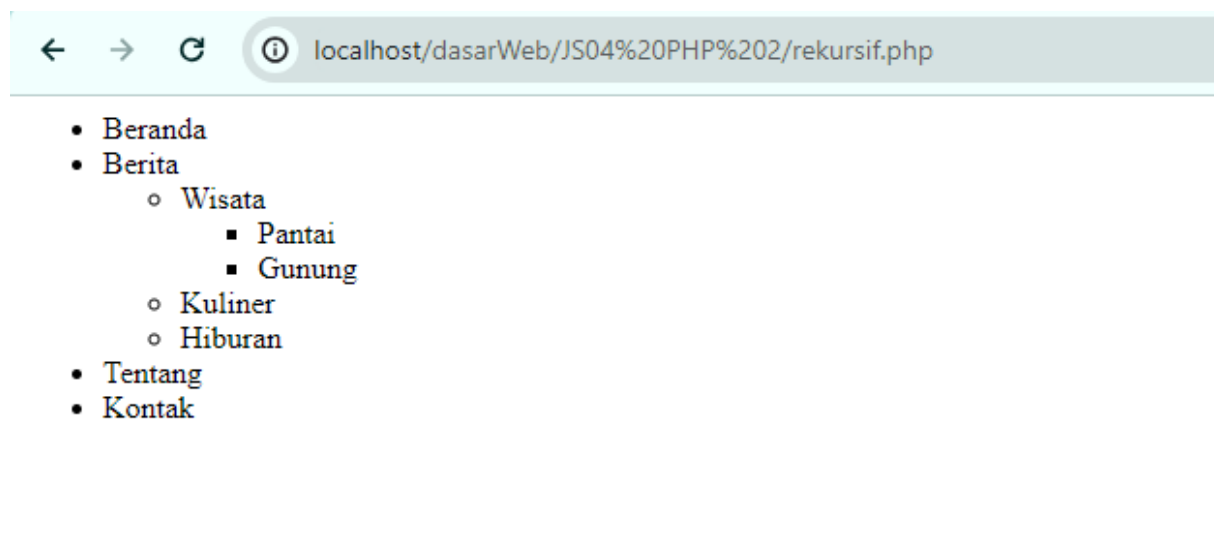 localhost/dasarWeb/JS04%20PHP%202/rekursif.php
Beranda
Berita
Wisata
Pantai
Gunung
Kuliner
Hiburan
Tentang
Kontak